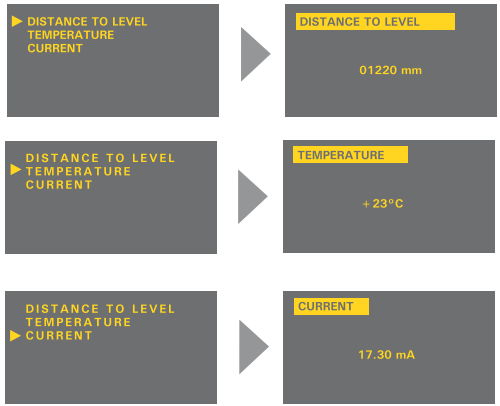 DISTANCE TO LEVEL
TEMPERATURE
CURRENT
DISTANCE TO LEVEL
01220 mm
DISTANCE TO LEVEL
TEMPERATURE
CURRENT
TEMPERATURE
+23ºC
DISTANCE TO LEVEL
TEMPERATURE
CURRENT
CURRENT
17.30 mA